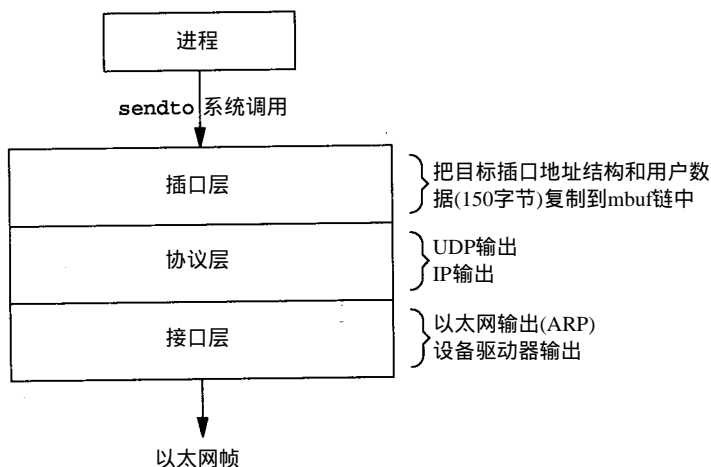 进程
sendto 系统调用
插口层
把目标插口地址结构和用户数
据(150字节)复制到mbuf链中
协议层
UDP输出
IP输出
接口层
以太网输出(ARP)
设备驱动器输出
以太网帧